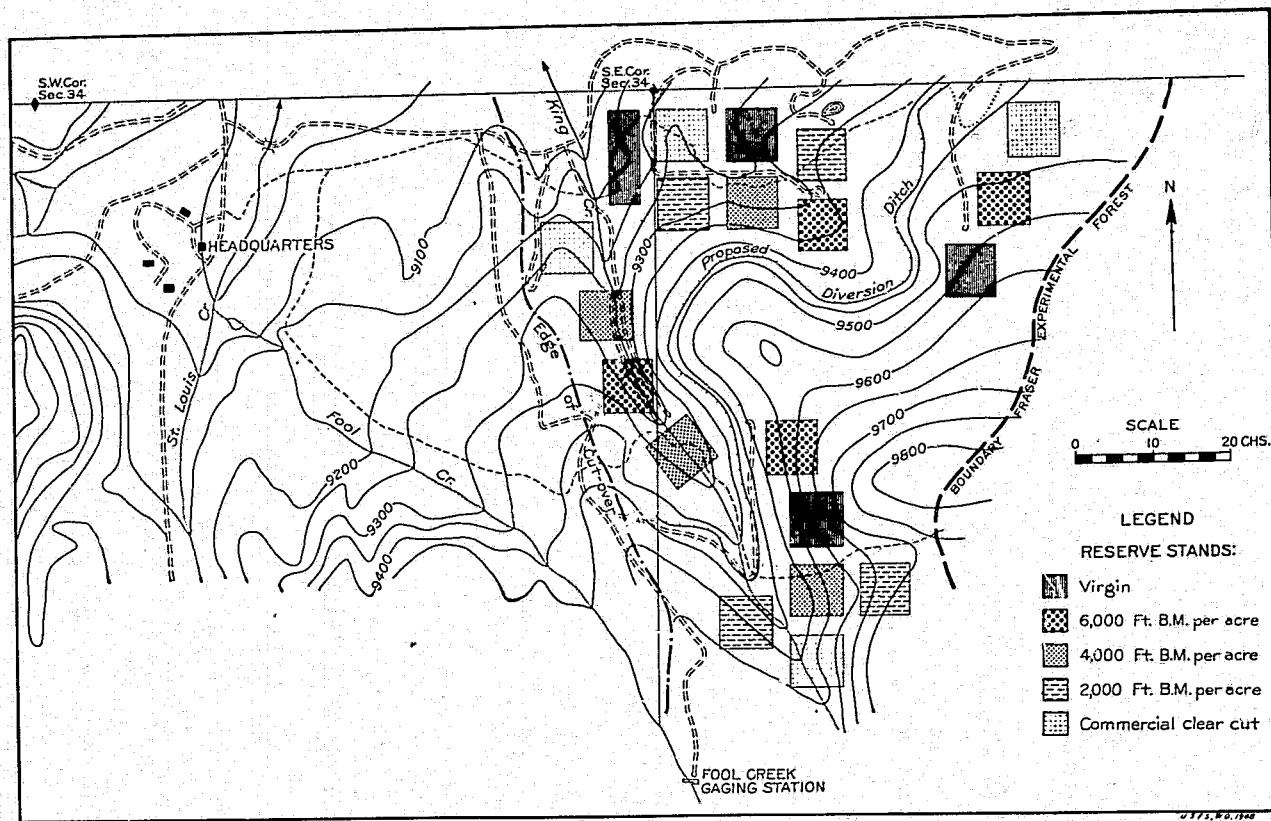 S.W. Cor.
Sec. 34
S.E. Cor.
Sec. 34
King
Cr.
N
HEADQUARTERS
9100
9300
Ditch
Proposed
Diversion
9400
9500
Edge
of
Cut-over
St. Louis
Cr.
Fool
Cr.
9200
9300
9400
9600
9700
9800
BOUNDARY
FRASER
EXPERIMENTAL
FOREST
SCALE
0 10 20 CHS.
LEGEND
RESERVE STANDS:
Virgin
6,000 Ft. B.M. per acre
4,000 Ft. B.M. per acre
2,000 Ft. B.M. per acre
Commercial clear cut
FOOL CREEK
GAGING STATION